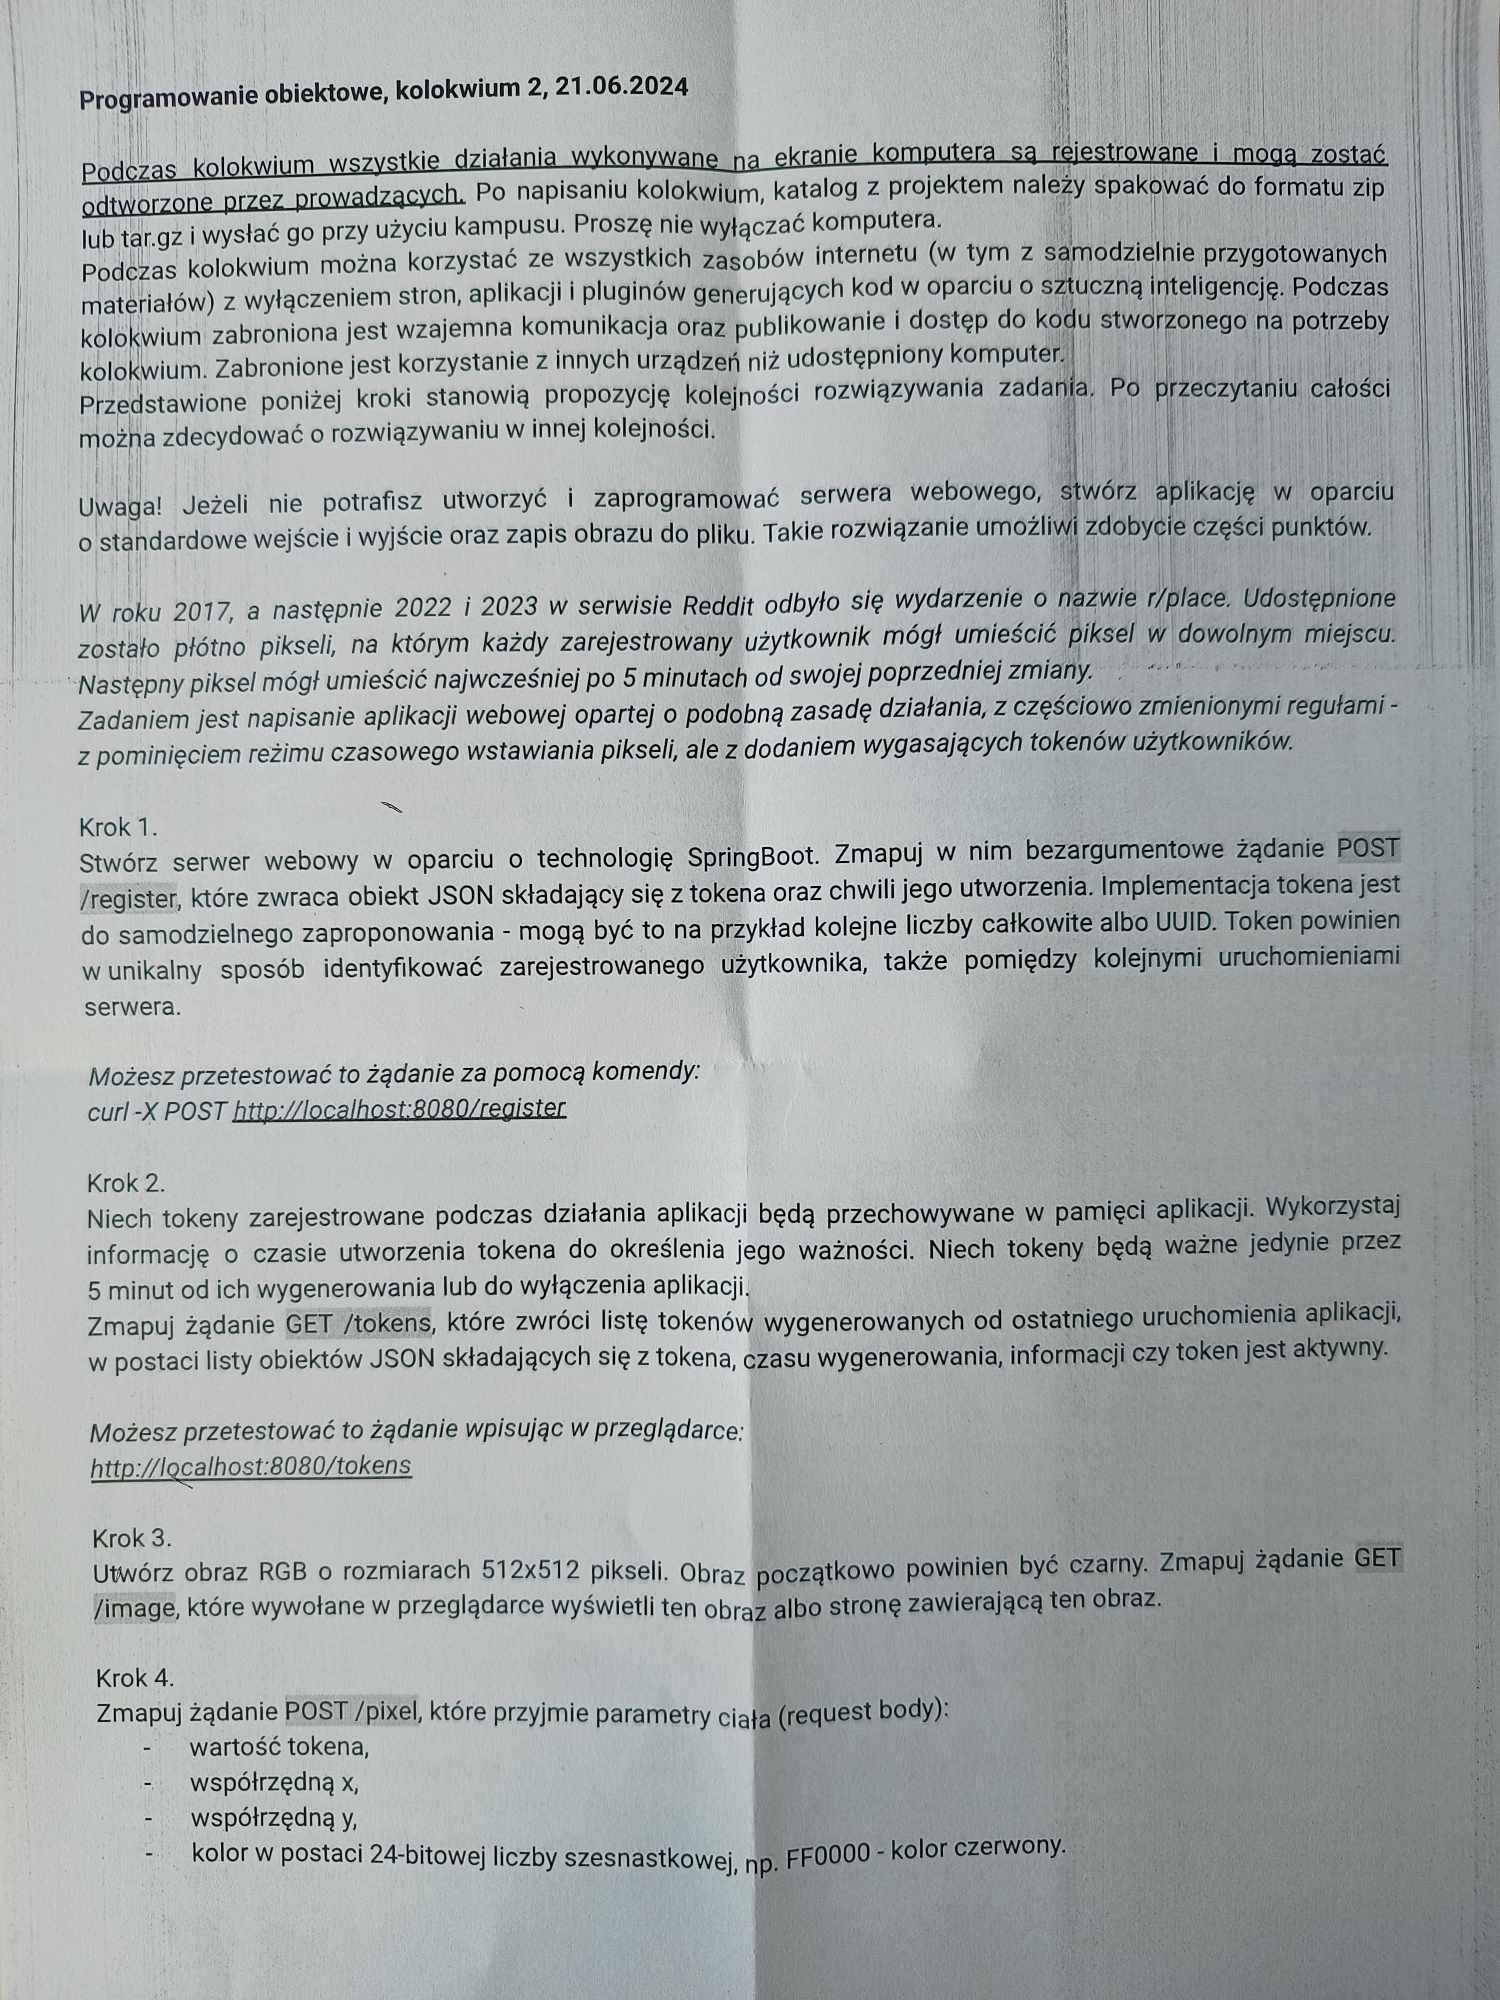 Programowanie obiektowe, kolokwium 2, 21.06.2024
Podczas kolokwium wszystkie działania wykonywane na ekranie komputera są rejestrowane i mogą zostać
odtworzone przez prowadzących. Po napisaniu kolokwium, katalog z projektem należy spakować do formatu zip
lub tar.gz i wysłać go przy użyciu kampusu. Proszę nie wyłączać komputera.
Podczas kolokwium można korzystać ze wszystkich zasobów internetu (w tym z samodzielnie przygotowanych
materiałów) z wyłączeniem stron, aplikacji i pluginów generujących kod w oparciu o sztuczną inteligencję. Podczas
kolokwium zabroniona jest wzajemna komunikacja oraz publikowanie i dostęp do kodu stworzonego na potrzeby
kolokwium. Zabronione jest korzystanie z innych urządzeń niż udostępniony komputer.
Przedstawione poniżej kroki stanowią propozycję kolejności rozwiązywania zadania. Po przeczytaniu całości
można zdecydować o rozwiązywaniu w innej kolejności.
Uwaga! Jeżeli nie potrafisz utworzyć i zaprogramować serwera webowego, stwórz aplikację w oparciu
o standardowe wejście i wyjście oraz zapis obrazu do pliku. Takie rozwiązanie umożliwi zdobycie części punktów.
W roku 2017, a następnie 2022 i 2023 w serwisie Reddit odbyło się wydarzenie o nazwie r/place. Udostępnione
zostało płótno pikseli, na którym każdy zarejestrowany użytkownik mógł umieścić piksel w dowolnym miejscu.
Następny piksel mógł umieścić najwcześniej po 5 minutach od swojej poprzedniej zmiany.
Zadaniem jest napisanie aplikacji webowej opartej o podobną zasadę działania, z częściowo zmienionymi regułami -
z pominięciem reżimu czasowego wstawiania pikseli, ale z dodaniem wygasających tokenów użytkowników.
Krok 1.
Stwórz serwer webowy w oparciu o technologię SpringBoot. Zmapuj w nim bezargumentowe żądanie POST
/register, które zwraca obiekt JSON składający się z tokena oraz chwili jego utworzenia. Implementacja tokena jest
do samodzielnego zaproponowania - mogą być to na przykład kolejne liczby całkowite albo UUID. Token powinien
w unikalny sposób identyfikować zarejestrowanego użytkownika, także pomiędzy kolejnymi uruchomieniami
serwera.
Możesz przetestować to żądanie za pomocą komendy:
curl -X POST http://localhost:8080/register
Krok 2.
Niech tokeny zarejestrowane podczas działania aplikacji będą przechowywane w pamięci aplikacji. Wykorzystaj
informację o czasie utworzenia tokena do określenia jego ważności. Niech tokeny będą ważne jedynie przez
5 minut od ich wygenerowania lub do wyłączenia aplikacji.
Zmapuj żądanie GET /tokens, które zwróci listę tokenów wygenerowanych od ostatniego uruchomienia aplikacji,
w postaci listy obiektów JSON składających się z tokena, czasu wygenerowania, informacji czy token jest aktywny.
Możesz przetestować to żądanie wpisując w przeglądarce:
http://localhost:8080/tokens
Krok 3.
Utwórz obraz RGB o rozmiarach 512x512 pikseli. Obraz początkowo powinien być czarny. Zmapuj żądanie GET
/image, które wywołane w przeglądarce wyświetli ten obraz albo stronę zawierającą ten obraz.
Krok 4.
Zmapuj żądanie POST /pixel, które przyjmie parametry ciała (request body):
- wartość tokena,
- współrzędną x,
- współrzędną y,
- kolor w postaci 24-bitowej liczby szesnastkowej, np. FF0000 - kolor czerwony.